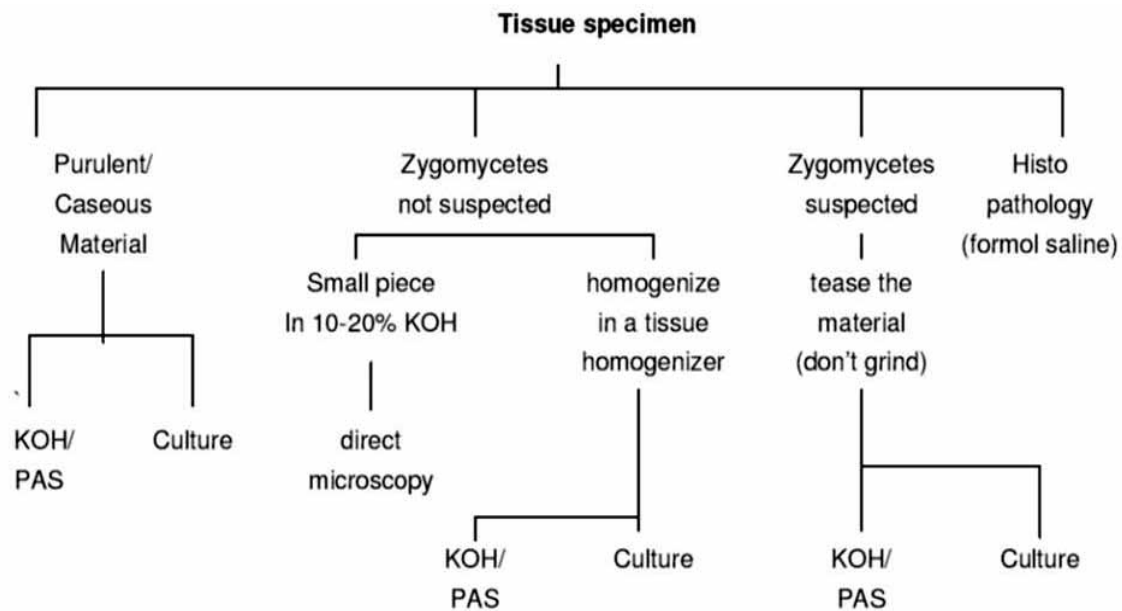 Tissue specimen
Purulent/
Caseous
Material
Zygomycetes
not suspected
Zygomycetes
suspected
Histo
pathology
(formol saline)
Small piece
In 10-20% KOH
homogenize
in a tissue
homogenizer
tease the
material
(don't grind)
KOH/
PAS
Culture
direct
microscopy
KOH/
PAS
Culture
KOH/
PAS
Culture